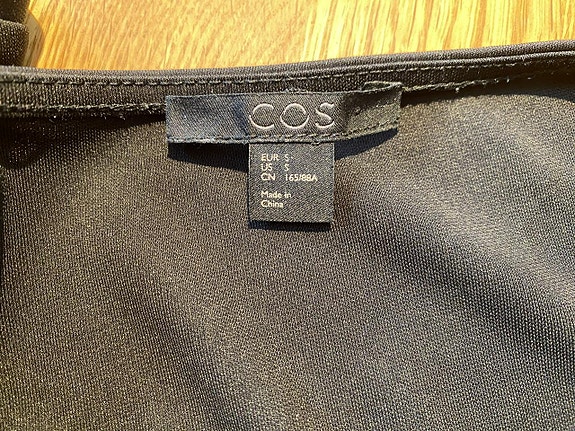 COS
EUR S
US S
CN 165/88A
Made in
China